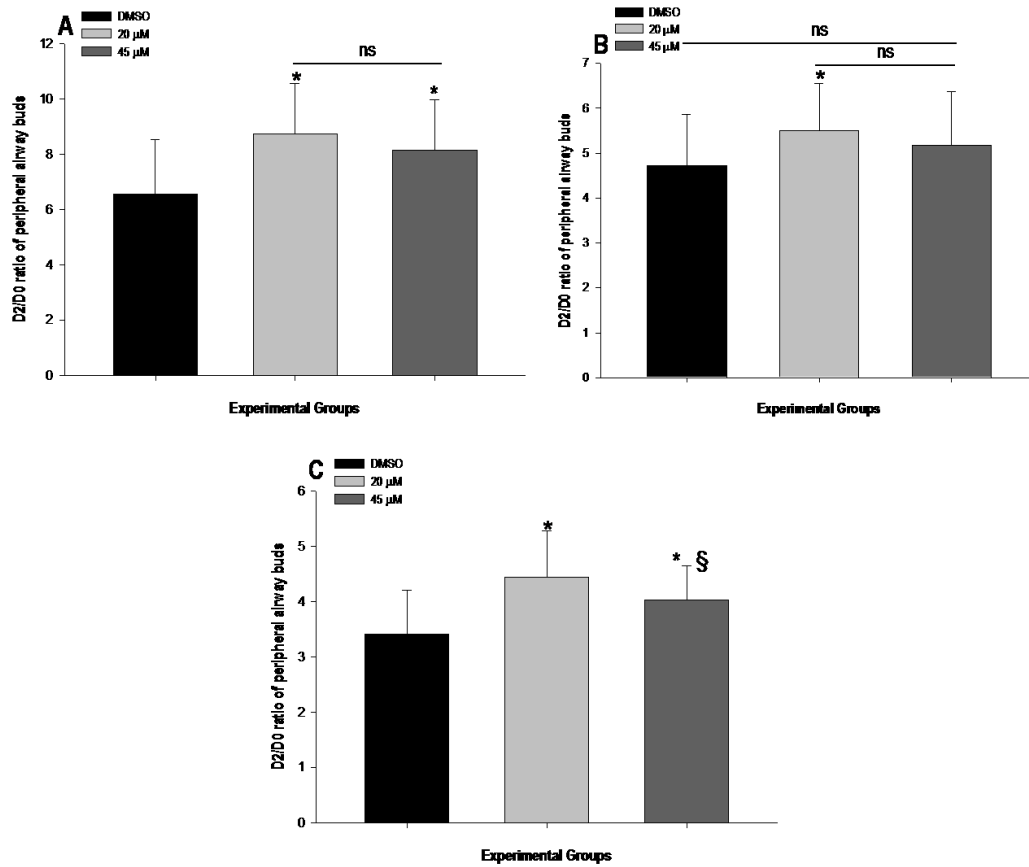 A
DMSO
20 µM
45 µM
12
10
8
6
4
2
0
D2/D0 ratio of peripheral airway buds
ns
*
*
Experimental Groups
B
DMSO
20 µM
45 µM
7
6
5
4
3
2
1
0
D2/D0 ratio of peripheral airway buds
ns
ns
*
Experimental Groups
C
DMSO
20 µM
45 µM
6
5
4
3
2
1
0
D2/D0 ratio of peripheral airway buds
*
* §
Experimental Groups